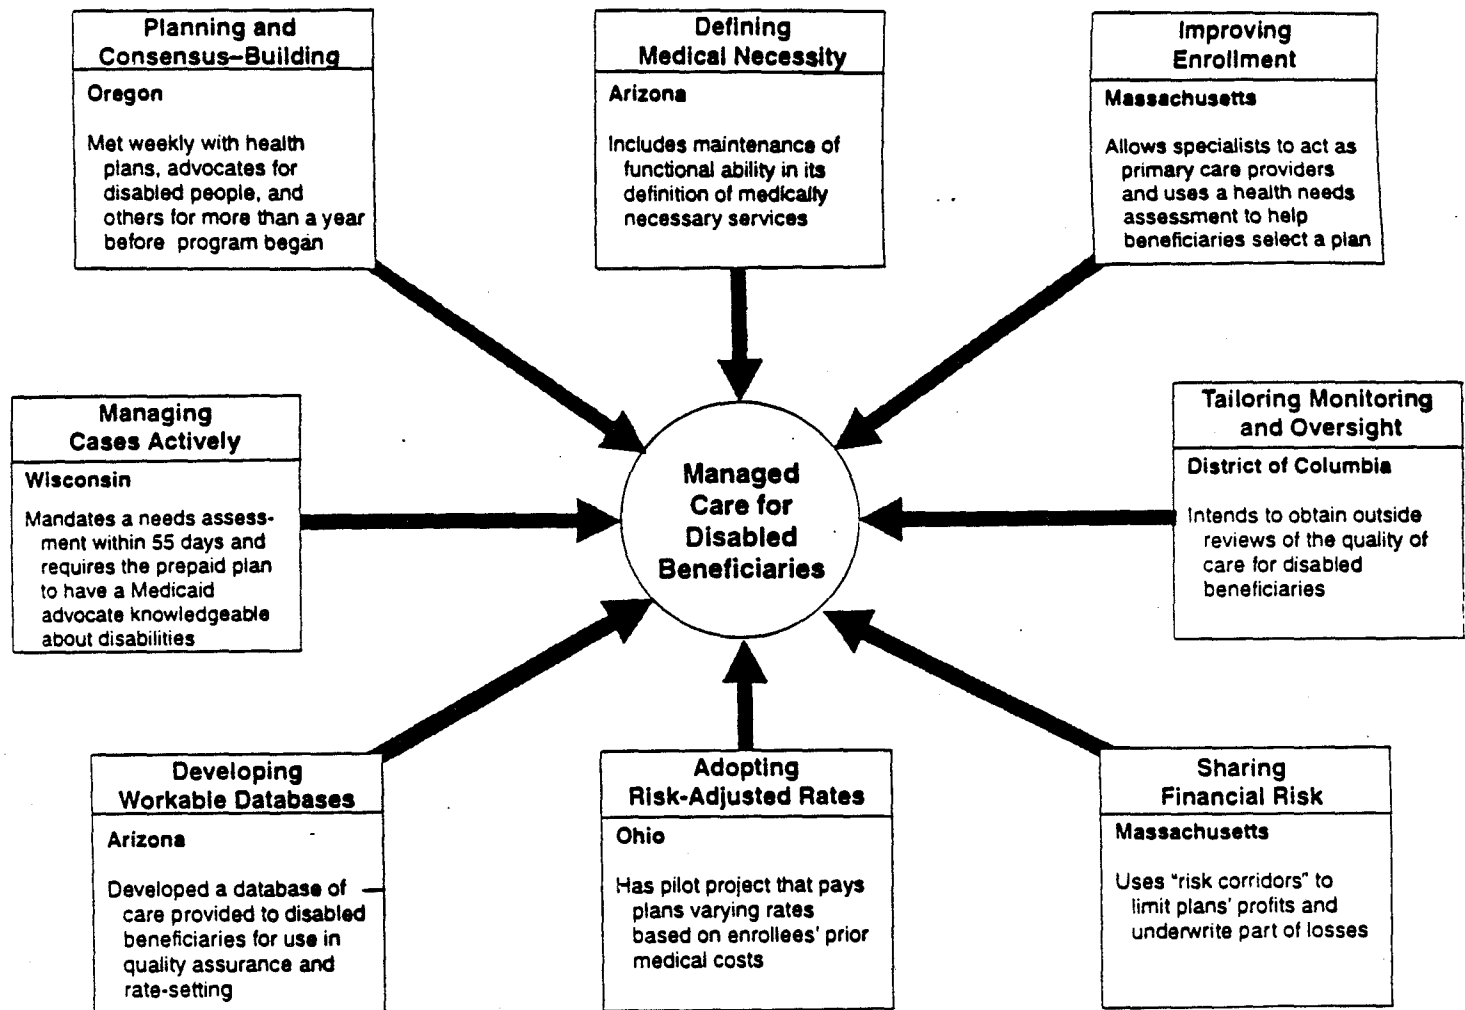 Planning and
Consensus–Building
Oregon
Met weekly with health
plans, advocates for
disabled people, and
others for more than a year
before program began
Defining
Medical Necessity
Arizona
Includes maintenance of
functional ability in its
definition of medically
necessary services
Improving
Enrollment
Massachusetts
Allows specialists to act as
primary care providers
and uses a health needs
assessment to help
beneficiaries select a plan
Managing
Cases Actively
Wisconsin
Mandates a needs assess-
ment within 55 days and
requires the prepaid plan
to have a Medicaid
advocate knowledgeable
about disabilities
Managed
Care for
Disabled
Beneficiaries
Tailoring Monitoring
and Oversight
District of Columbia
Intends to obtain outside
reviews of the quality of
care for disabled
beneficiaries
Developing
Workable Databases
Arizona
Developed a database of
care provided to disabled
beneficiaries for use in
quality assurance and
rate-setting
Adopting
Risk-Adjusted Rates
Ohio
Has pilot project that pays
plans varying rates
based on enrollees' prior
medical costs
Sharing
Financial Risk
Massachusetts
Uses "risk corridors" to
limit plans' profits and
underwrite part of losses